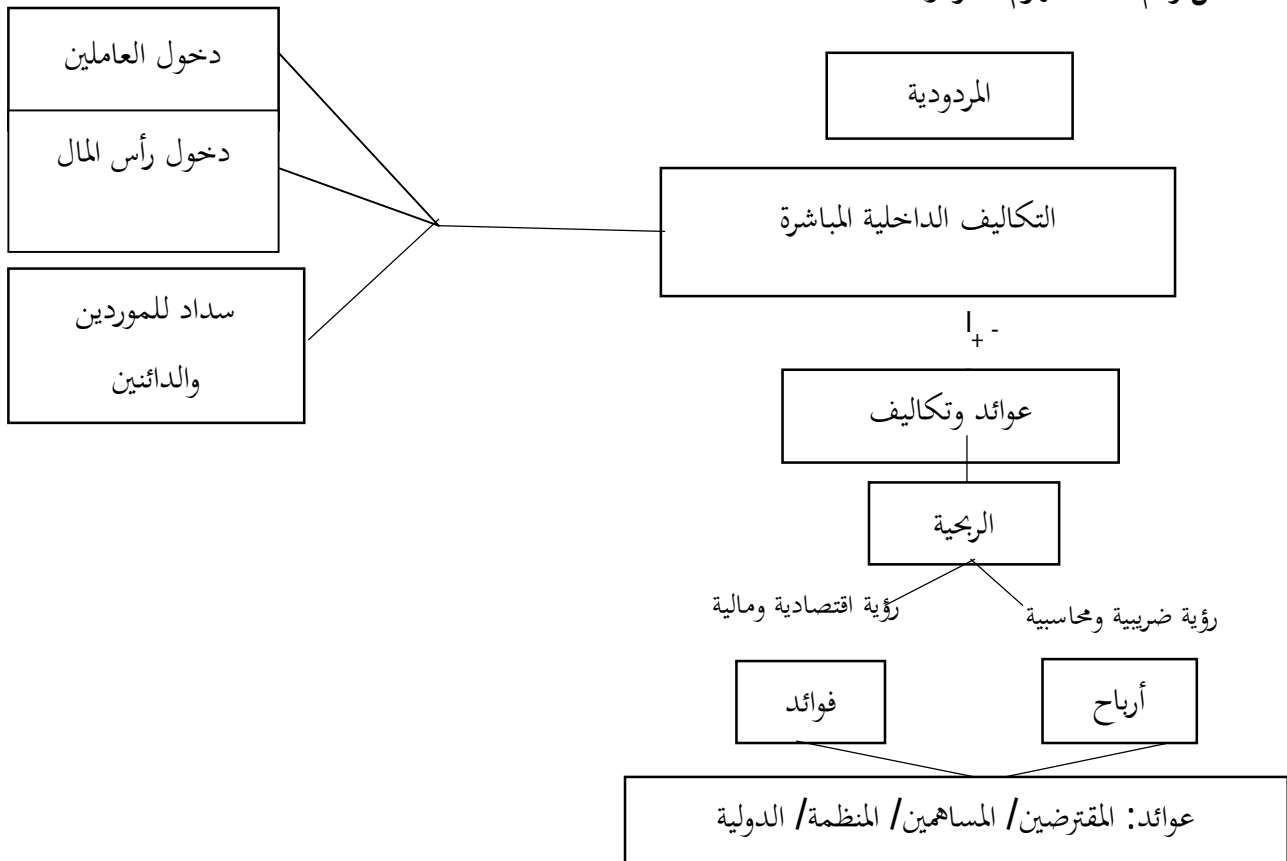 المردودية
دخول العاملين
دخول رأس المال
التكاليف الداخلية المباشرة
سداد للموردين
والدائنين
+ -
عوائد وتكاليف
الربحية
رؤية ضريبية ومحاسبية
رؤية اقتصادية ومالية
أرباح
فوائد
عوائد: المقترضين/ المساهمين/ المنظمة/ الدولية